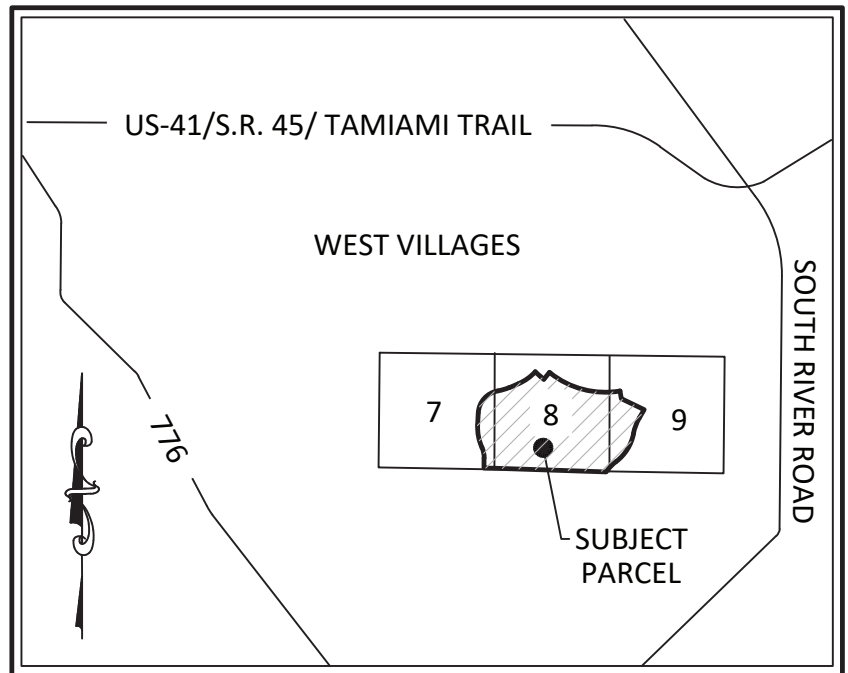 US-41/S.R. 45/ TAMIAMI TRAIL
WEST VILLAGES
SOUTH RIVER ROAD
776
7
8
9
SUBJECT
PARCEL